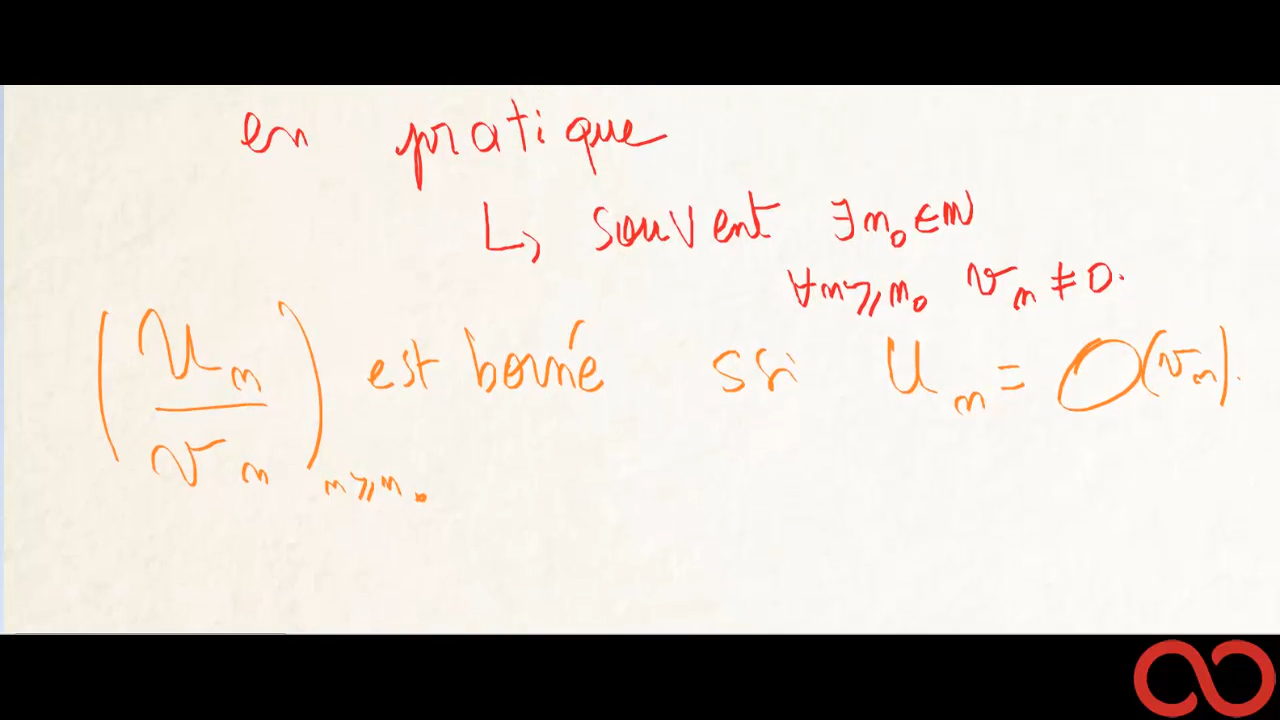 en pratique
↳ souvent ∃n₀∈ℕ
∀n⩾n₀ vₙ ≠ 0.
(uₙ/vₙ)ₙ⩾ₙ₀ est borné ssi uₙ = O(vₙ).